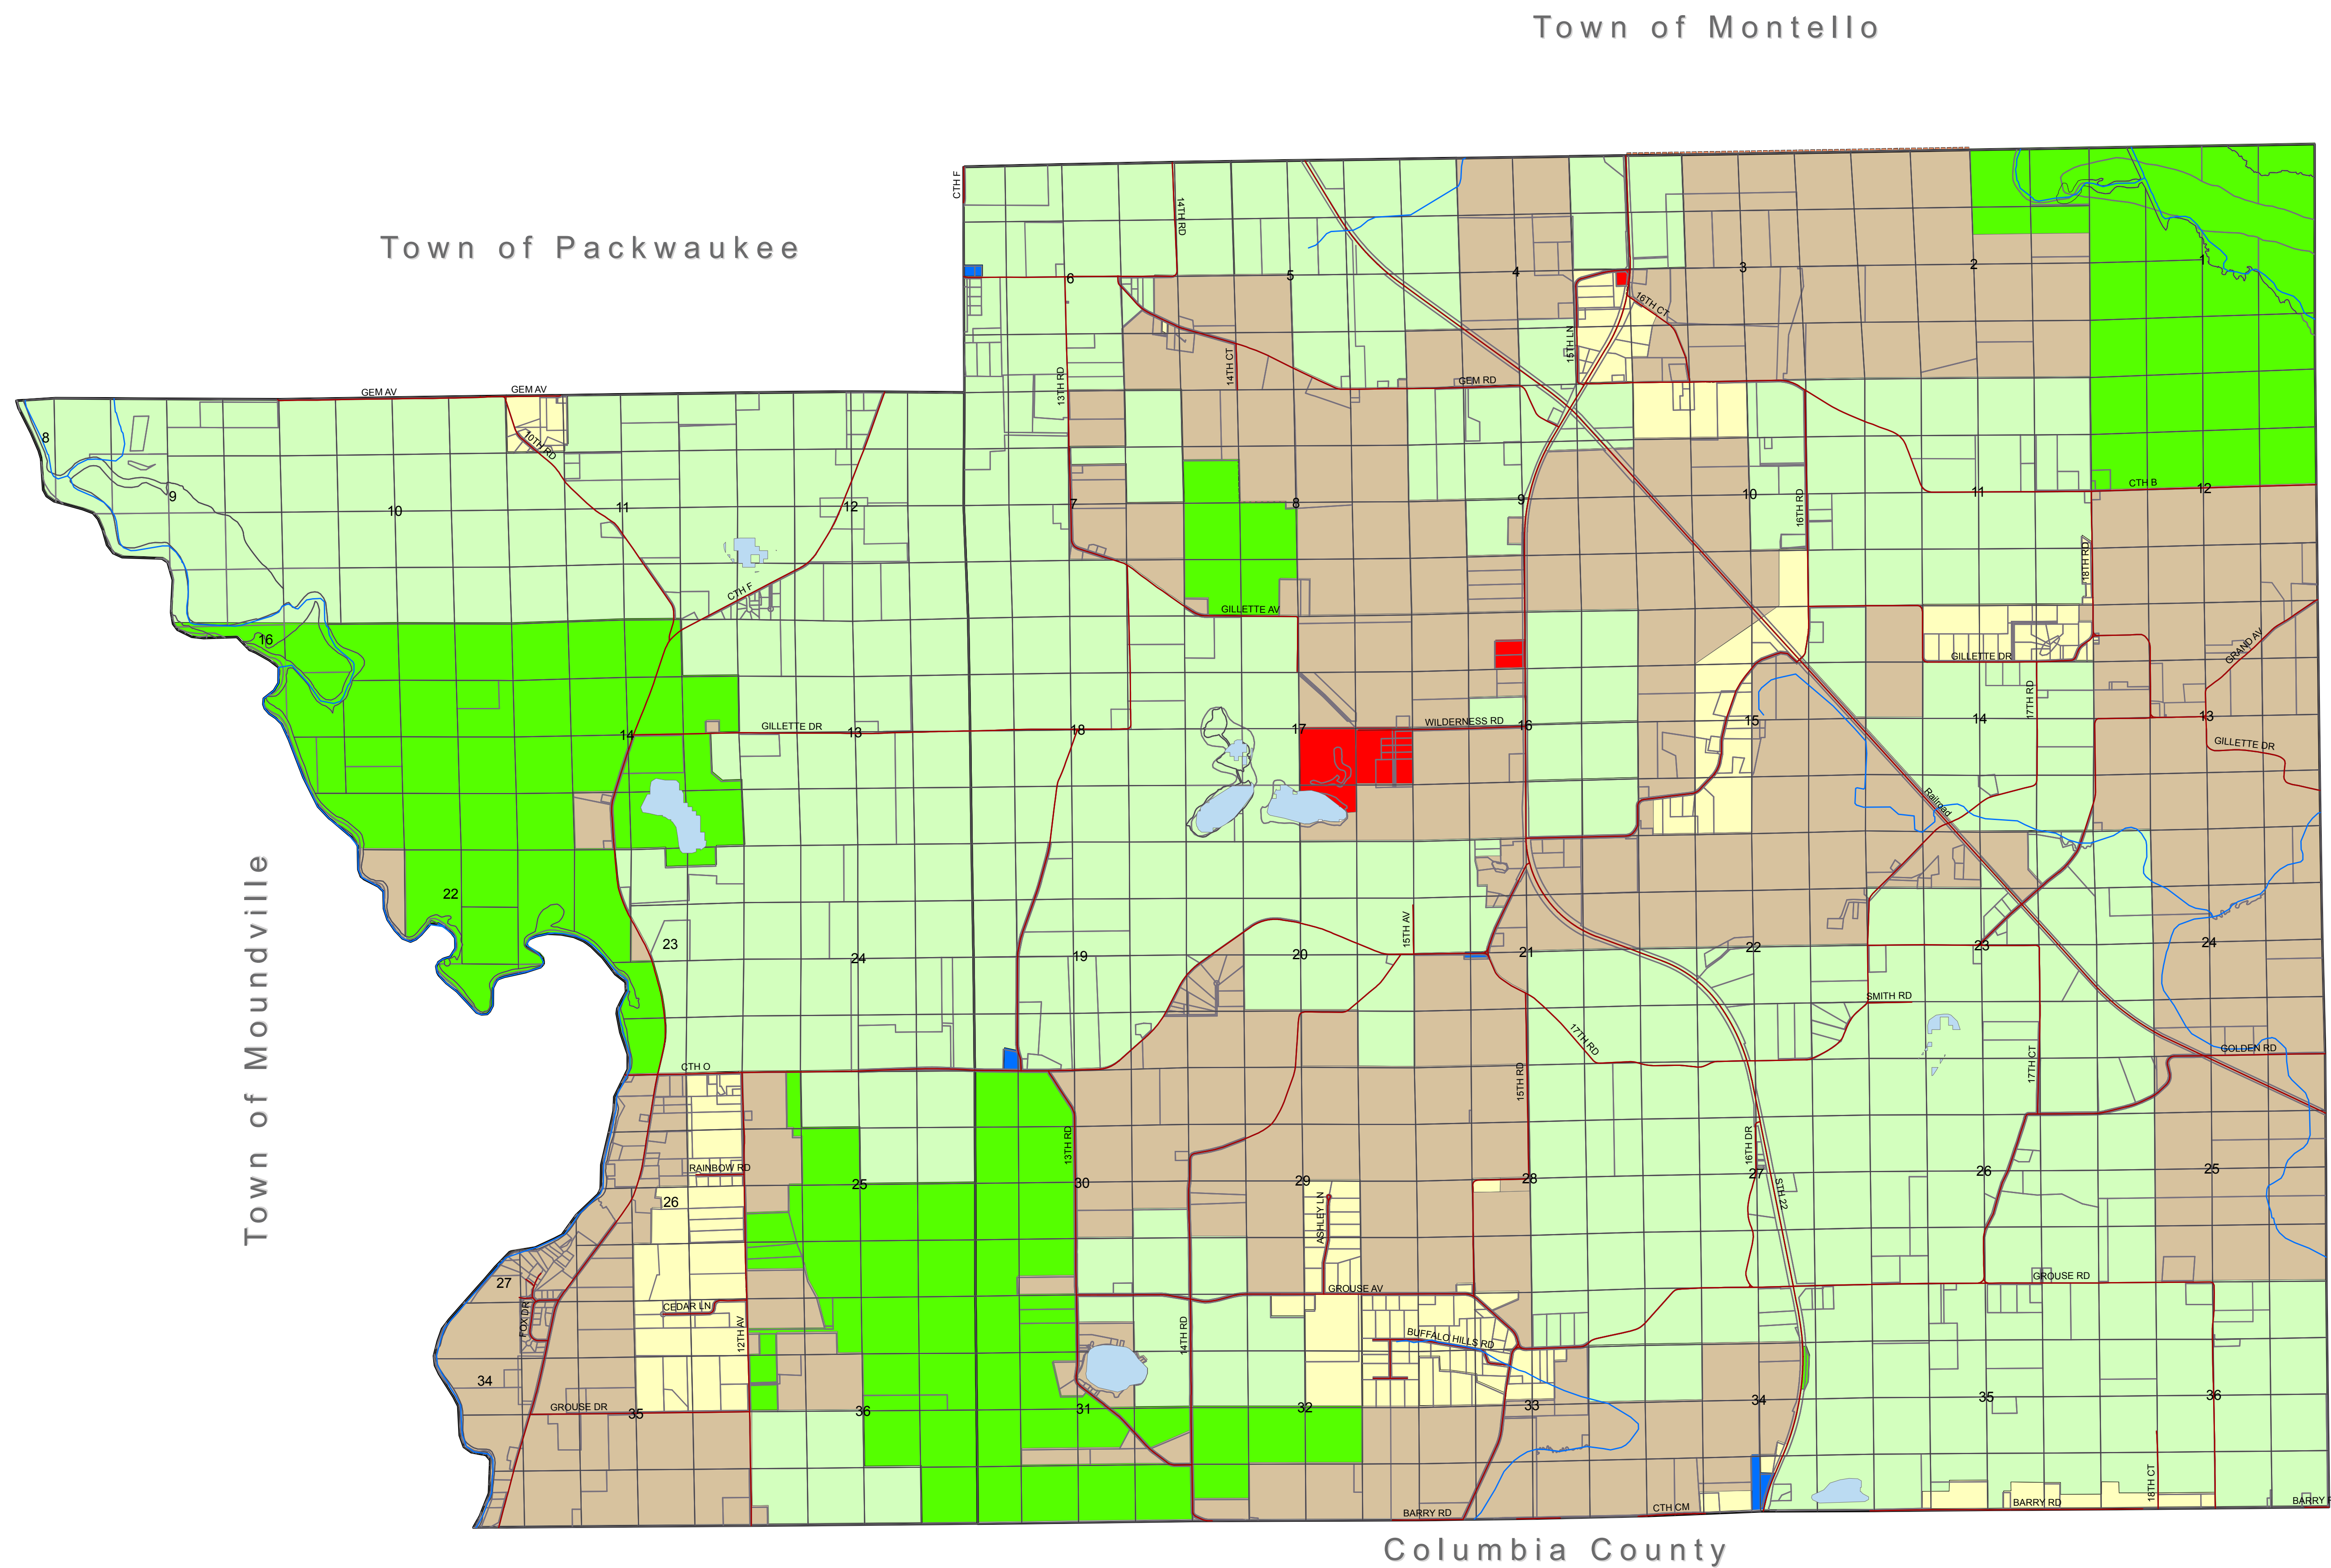 Town of Montello
CTH F
14TH RD
Town of Packwaukee
6
5
4
3
2
1
16TH CT
15TH LN
14TH CT
13TH RD
GEM RD
GEM AV
GEM AV
10TH RD
8
9
10
11
12
7
8
9
10
11
12
CTH B
16TH RD
18TH RD
CTH F
GILLETTE AV
16
GRAND AV
GILLETTE DR
17TH RD
14
GILLETTE DR
13
18
17
WILDERNESS RD
16
15
14
13
GILLETTE DR
Railroad
Town of Moundville
22
23
24
19
20
15TH AV
21
22
23
24
SMITH RD
17TH RD
GOLDEN RD
CTH O
15TH RD
17TH CT
13TH RD
16TH DR
RAINBOW RD
26
25
30
29
28
27
26
25
STH 22
ASHLEY LN
27
GROUSE AV
GROUSE RD
CEDAR LN
FOX DR
12TH AV
14TH RD
BUFFALO HILLS RD
34
GROUSE DR
35
36
31
32
33
34
35
36
18TH CT
BARRY RD
CTH CM
BARRY RD
BARRY
Columbia County